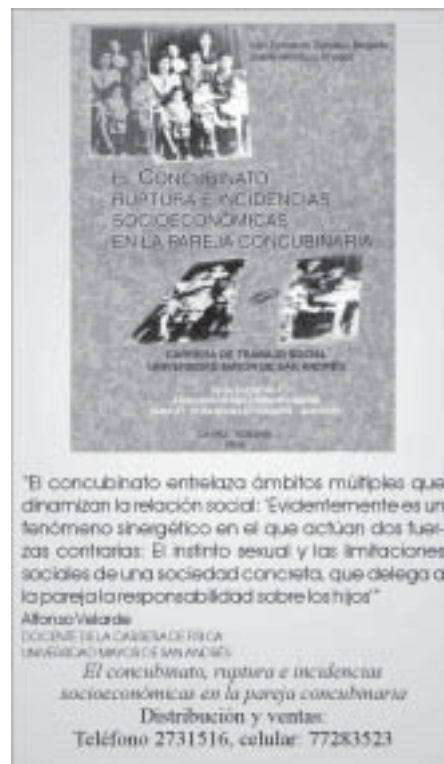 EL CONCUBINATO
RUPTURA E INCIDENCIAS
SOCIOECONÓMICAS
EN LA PAREJA CONCUBINARIA
CARRERA DE TRABAJO SOCIAL
UNIVERSIDAD MAYOR DE SAN ANDRÉS
"El concubinato entrelaza ámbitos múltiples que
dinamizan la relación social: 'Evidentemente es un
fenómeno sinergético en el que actúan dos fuer-
zas contrarias: El instinto sexual y las limitaciones
sociales de una sociedad concreta, que delega a
la pareja la responsabilidad sobre los hijos'"
Alfonso Velarde
DOCENTE DE LA CARRERA DE FÍSICA
UNIVERSIDAD MAYOR DE SAN ANDRÉS
El concubinato, ruptura e incidencias
socioeconómicas en la pareja concubinaria
Distribución y ventas:
Teléfono 2731516, celular: 77283523